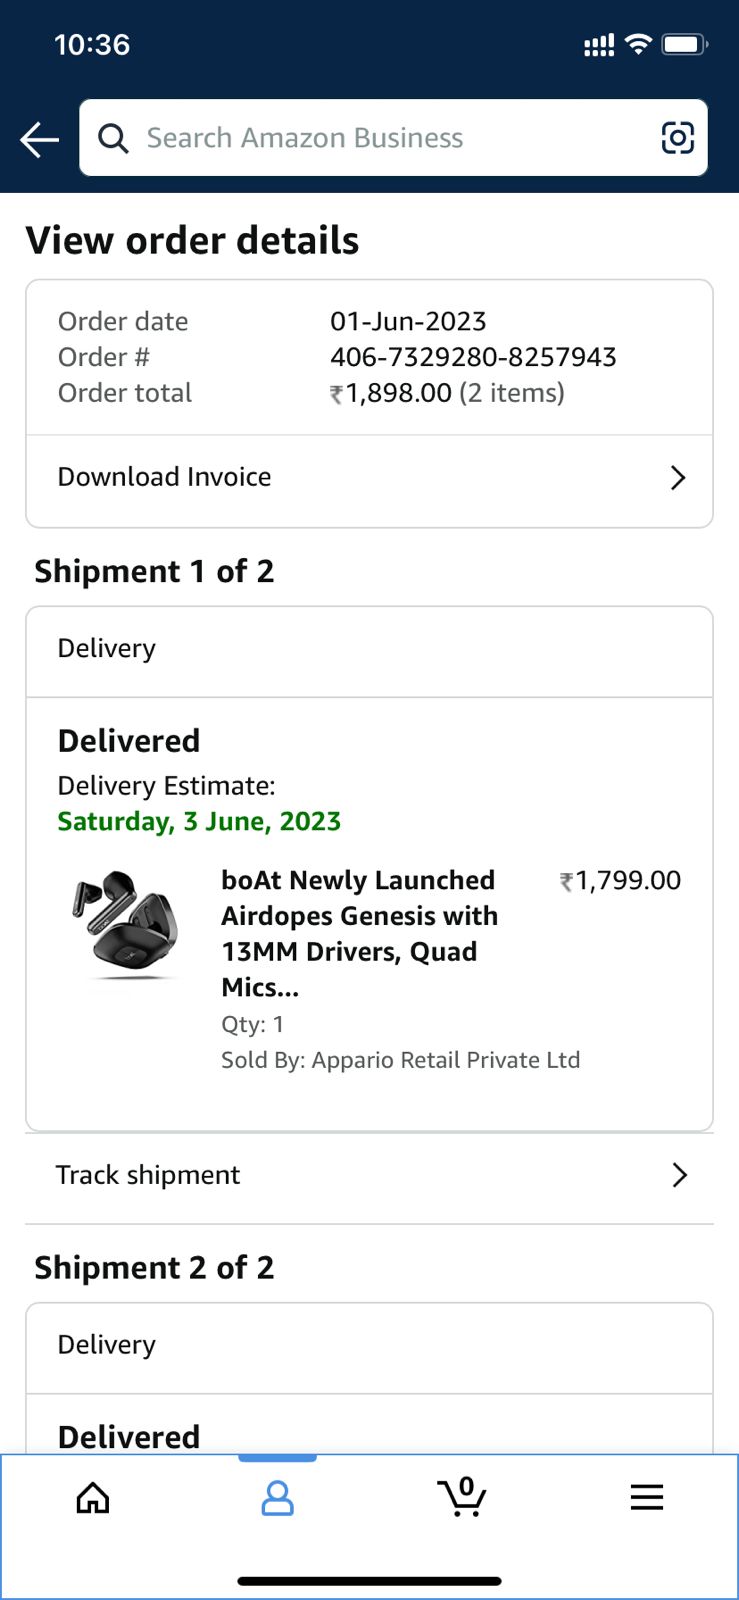 10:36
Search Amazon Business
View order details
Order date 01-Jun-2023
Order # 406-7329280-8257943
Order total ₹1,898.00 (2 items)
Download Invoice
Shipment 1 of 2
Delivery
Delivered
Delivery Estimate:
Saturday, 3 June, 2023
boAt Newly Launched ₹1,799.00
Airdopes Genesis with
13MM Drivers, Quad
Mics...
Qty: 1
Sold By: Appario Retail Private Ltd
Track shipment
Shipment 2 of 2
Delivery
Delivered
0